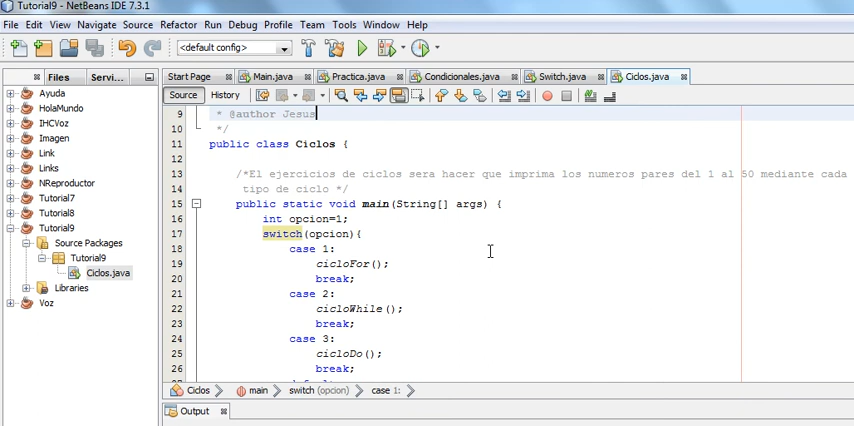 Tutorial9 - NetBeans IDE 7.3.1
File Edit View Navigate Source Refactor Run Debug Profile Team Tools Window Help
<default config>
Files Servi...
Start Page Main.java Practica.java Condicionales.java Switch.java Ciclos.java
Source History
Ayuda
HolaMundo
IHCVoz
Imagen
Link
Links
NReproductor
Tutorial7
Tutorial8
Tutorial9
Source Packages
Tutorial9
Ciclos.java
Libraries
Voz
9 * @author Jesus
10 */
11 public class Ciclos {
12
13 /*El ejercicios de ciclos sera hacer que imprima los numeros pares del 1 al 50 mediante cada
14 tipo de ciclo */
15 public static void main(String[] args) {
16 int opcion=1;
17 switch(opcion){
18 case 1:
19 cicloFor();
20 break;
21 case 2:
22 cicloWhile();
23 break;
24 case 3:
25 cicloDo();
26 break;
Ciclos main switch (opcion) case 1:
Output